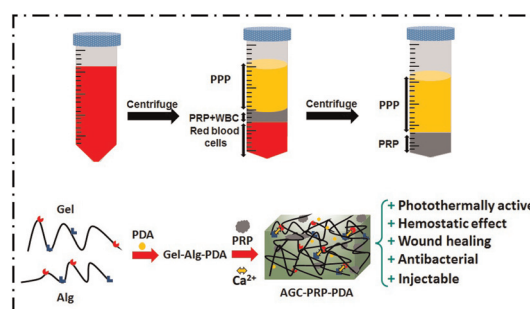 Centrifuge
PPP
PRP+WBC
Red blood
cells
Centrifuge
PPP
PRP
Gel
Alg
PDA
Gel-Alg-PDA
PRP
Ca2+
AGC-PRP-PDA
+ Photothermally active
+ Hemostatic effect
+ Wound healing
+ Antibacterial
+ Injectable